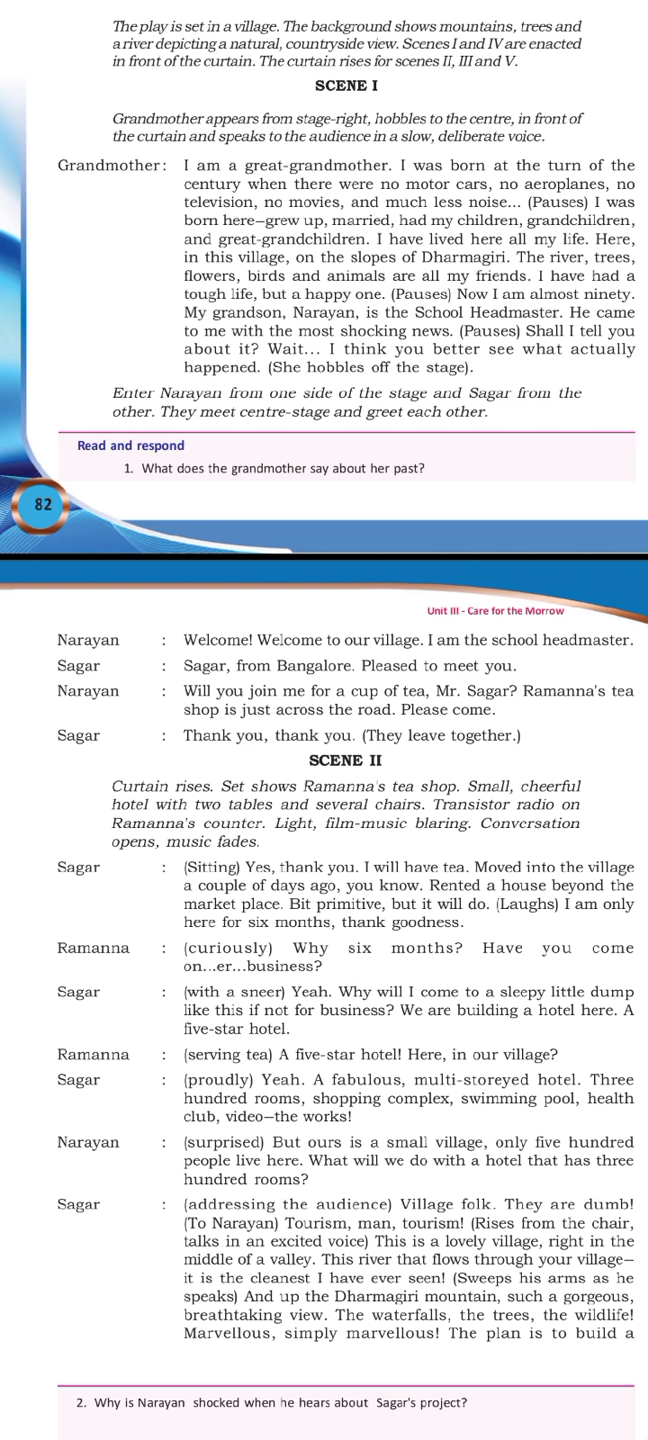 The play is set in a village. The background shows mountains, trees and
a river depicting a natural, countryside view. Scenes I and IV are enacted
in front of the curtain. The curtain rises for scenes II, III and V.
SCENE I
Grandmother appears from stage-right, hobbles to the centre, in front of
the curtain and speaks to the audience in a slow, deliberate voice.
Grandmother: I am a great-grandmother. I was born at the turn of the
century when there were no motor cars, no aeroplanes, no
television, no movies, and much less noise... (Pauses) I was
born here–grew up, married, had my children, grandchildren,
and great-grandchildren. I have lived here all my life. Here,
in this village, on the slopes of Dharmagiri. The river, trees,
flowers, birds and animals are all my friends. I have had a
tough life, but a happy one. (Pauses) Now I am almost ninety.
My grandson, Narayan, is the School Headmaster. He came
to me with the most shocking news. (Pauses) Shall I tell you
about it? Wait... I think you better see what actually
happened. (She hobbles off the stage).
Enter Narayan from one side of the stage and Sagar from the
other. They meet centre-stage and greet each other.
Read and respond
1. What does the grandmother say about her past?
82
Unit III - Care for the Morrow
Narayan : Welcome! Welcome to our village. I am the school headmaster.
Sagar : Sagar, from Bangalore. Pleased to meet you.
Narayan : Will you join me for a cup of tea, Mr. Sagar? Ramanna's tea
shop is just across the road. Please come.
Sagar : Thank you, thank you. (They leave together.)
SCENE II
Curtain rises. Set shows Ramanna's tea shop. Small, cheerful
hotel with two tables and several chairs. Transistor radio on
Ramanna's counter. Light, film-music blaring. Conversation
opens, music fades.
Sagar : (Sitting) Yes, thank you. I will have tea. Moved into the village
a couple of days ago, you know. Rented a house beyond the
market place. Bit primitive, but it will do. (Laughs) I am only
here for six months, thank goodness.
Ramanna : (curiously) Why six months? Have you come
on...er...business?
Sagar : (with a sneer) Yeah. Why will I come to a sleepy little dump
like this if not for business? We are building a hotel here. A
five-star hotel.
Ramanna : (serving tea) A five-star hotel! Here, in our village?
Sagar : (proudly) Yeah. A fabulous, multi-storeyed hotel. Three
hundred rooms, shopping complex, swimming pool, health
club, video–the works!
Narayan : (surprised) But ours is a small village, only five hundred
people live here. What will we do with a hotel that has three
hundred rooms?
Sagar : (addressing the audience) Village folk. They are dumb!
(To Narayan) Tourism, man, tourism! (Rises from the chair,
talks in an excited voice) This is a lovely village, right in the
middle of a valley. This river that flows through your village–
it is the cleanest I have ever seen! (Sweeps his arms as he
speaks) And up the Dharmagiri mountain, such a gorgeous,
breathtaking view. The waterfalls, the trees, the wildlife!
Marvellous, simply marvellous! The plan is to build a
2. Why is Narayan shocked when he hears about Sagar's project?